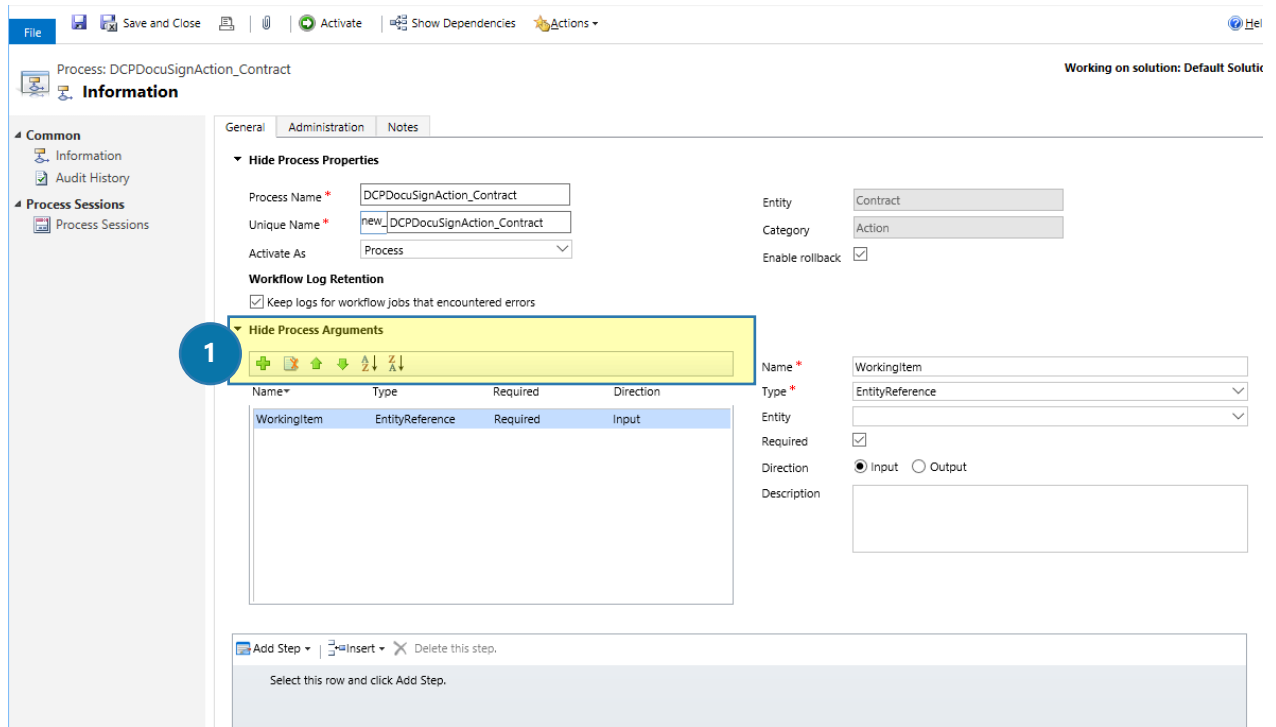 File Save and Close Activate Show Dependencies Actions
Process: DCPDocuSignAction_Contract
Information
Working on solution: Default Solutio
Common
Information
Audit History
Process Sessions
Process Sessions
General Administration Notes
Hide Process Properties
Process Name * DCPDocuSignAction_Contract
Unique Name * new_ DCPDocuSignAction_Contract
Activate As Process
Entity Contract
Category Action
Enable rollback
Workflow Log Retention
Keep logs for workflow jobs that encountered errors
1
Hide Process Arguments
A Z Z A
Name Type Required Direction
WorkingItem EntityReference Required Input
Name * WorkingItem
Type * EntityReference
Entity
Required
Direction Input Output
Description
Add Step Insert Delete this step.
Select this row and click Add Step.